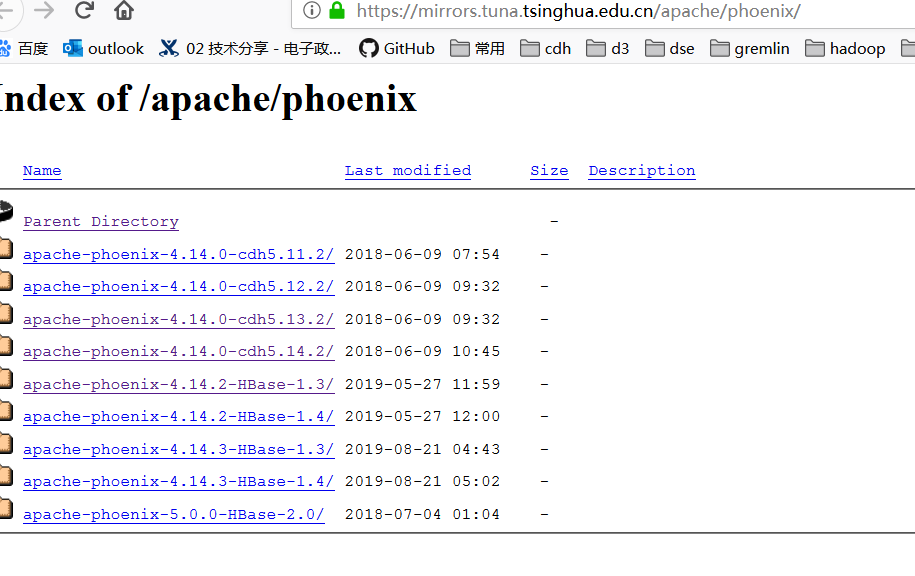 https://mirrors.tuna.tsinghua.edu.cn/apache/phoenix/
百度 outlook 02 技术分享 - 电子政... GitHub 常用 cdh d3 dse gremlin hadoop
Index of /apache/phoenix
Name Last modified Size Description
Parent Directory -
apache-phoenix-4.14.0-cdh5.11.2/ 2018-06-09 07:54 -
apache-phoenix-4.14.0-cdh5.12.2/ 2018-06-09 09:32 -
apache-phoenix-4.14.0-cdh5.13.2/ 2018-06-09 09:32 -
apache-phoenix-4.14.0-cdh5.14.2/ 2018-06-09 10:45 -
apache-phoenix-4.14.2-HBase-1.3/ 2019-05-27 11:59 -
apache-phoenix-4.14.2-HBase-1.4/ 2019-05-27 12:00 -
apache-phoenix-4.14.3-HBase-1.3/ 2019-08-21 04:43 -
apache-phoenix-4.14.3-HBase-1.4/ 2019-08-21 05:02 -
apache-phoenix-5.0.0-HBase-2.0/ 2018-07-04 01:04 -